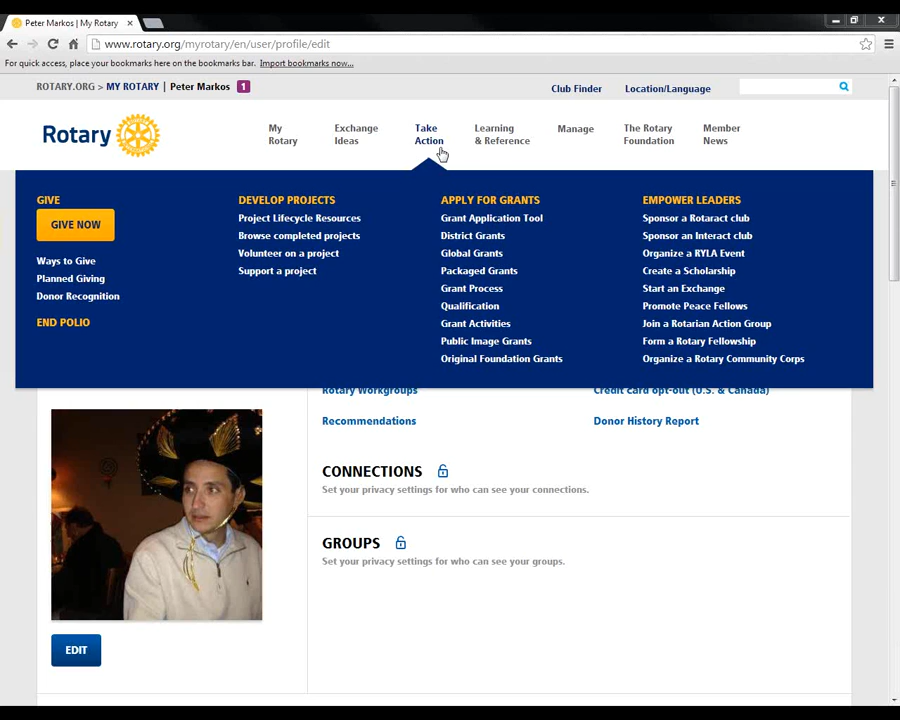 Peter Markos | My Rotary
www.rotary.org/myrotary/en/user/profile/edit
For quick access, place your bookmarks here on the bookmarks bar. Import bookmarks now...
ROTARY.ORG > MY ROTARY | Peter Markos 1
Club Finder
Location/Language
Rotary
My
Rotary
Exchange
Ideas
Take
Action
Learning
& Reference
Manage
The Rotary
Foundation
Member
News
GIVE
GIVE NOW
Ways to Give
Planned Giving
Donor Recognition
END POLIO
DEVELOP PROJECTS
Project Lifecycle Resources
Browse completed projects
Volunteer on a project
Support a project
APPLY FOR GRANTS
Grant Application Tool
District Grants
Global Grants
Packaged Grants
Grant Process
Qualification
Grant Activities
Public Image Grants
Original Foundation Grants
EMPOWER LEADERS
Sponsor a Rotaract club
Sponsor an Interact club
Organize a RYLA Event
Create a Scholarship
Start an Exchange
Promote Peace Fellows
Join a Rotarian Action Group
Form a Rotary Fellowship
Organize a Rotary Community Corps
Rotary Workgroups
Credit card opt-out (U.S. & Canada)
Recommendations
Donor History Report
CONNECTIONS
Set your privacy settings for who can see your connections.
GROUPS
Set your privacy settings for who can see your groups.
EDIT